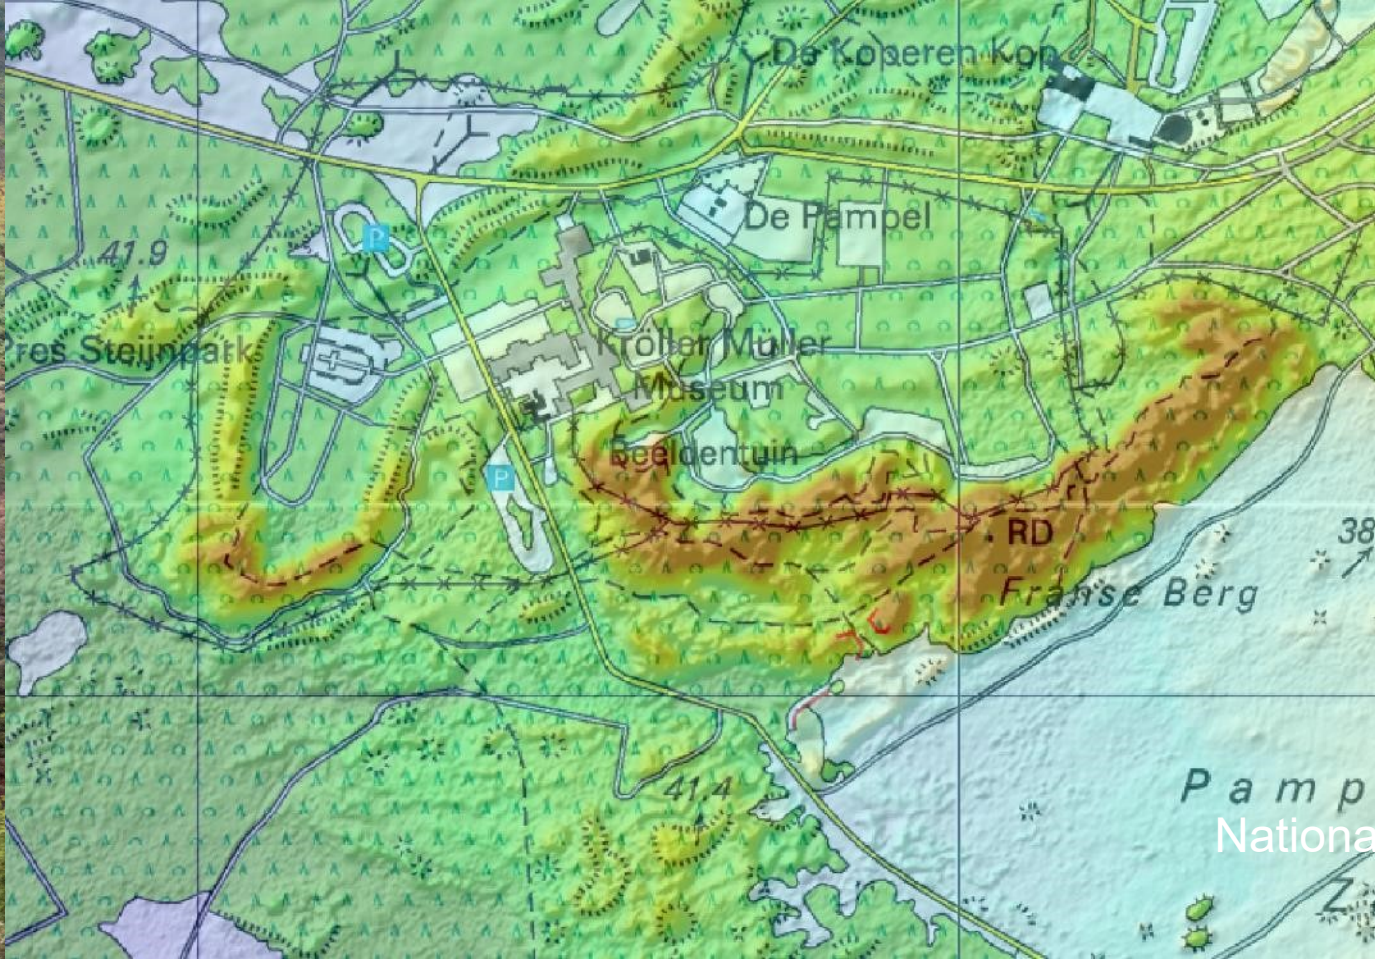 De Koperen Kop
P
De Pampel
41.9
res Steijnpark
Kröller Müller
Museum
Beeldentuin
P
RD
38
Franse Berg
41.4
Pamp
Nationa
Z